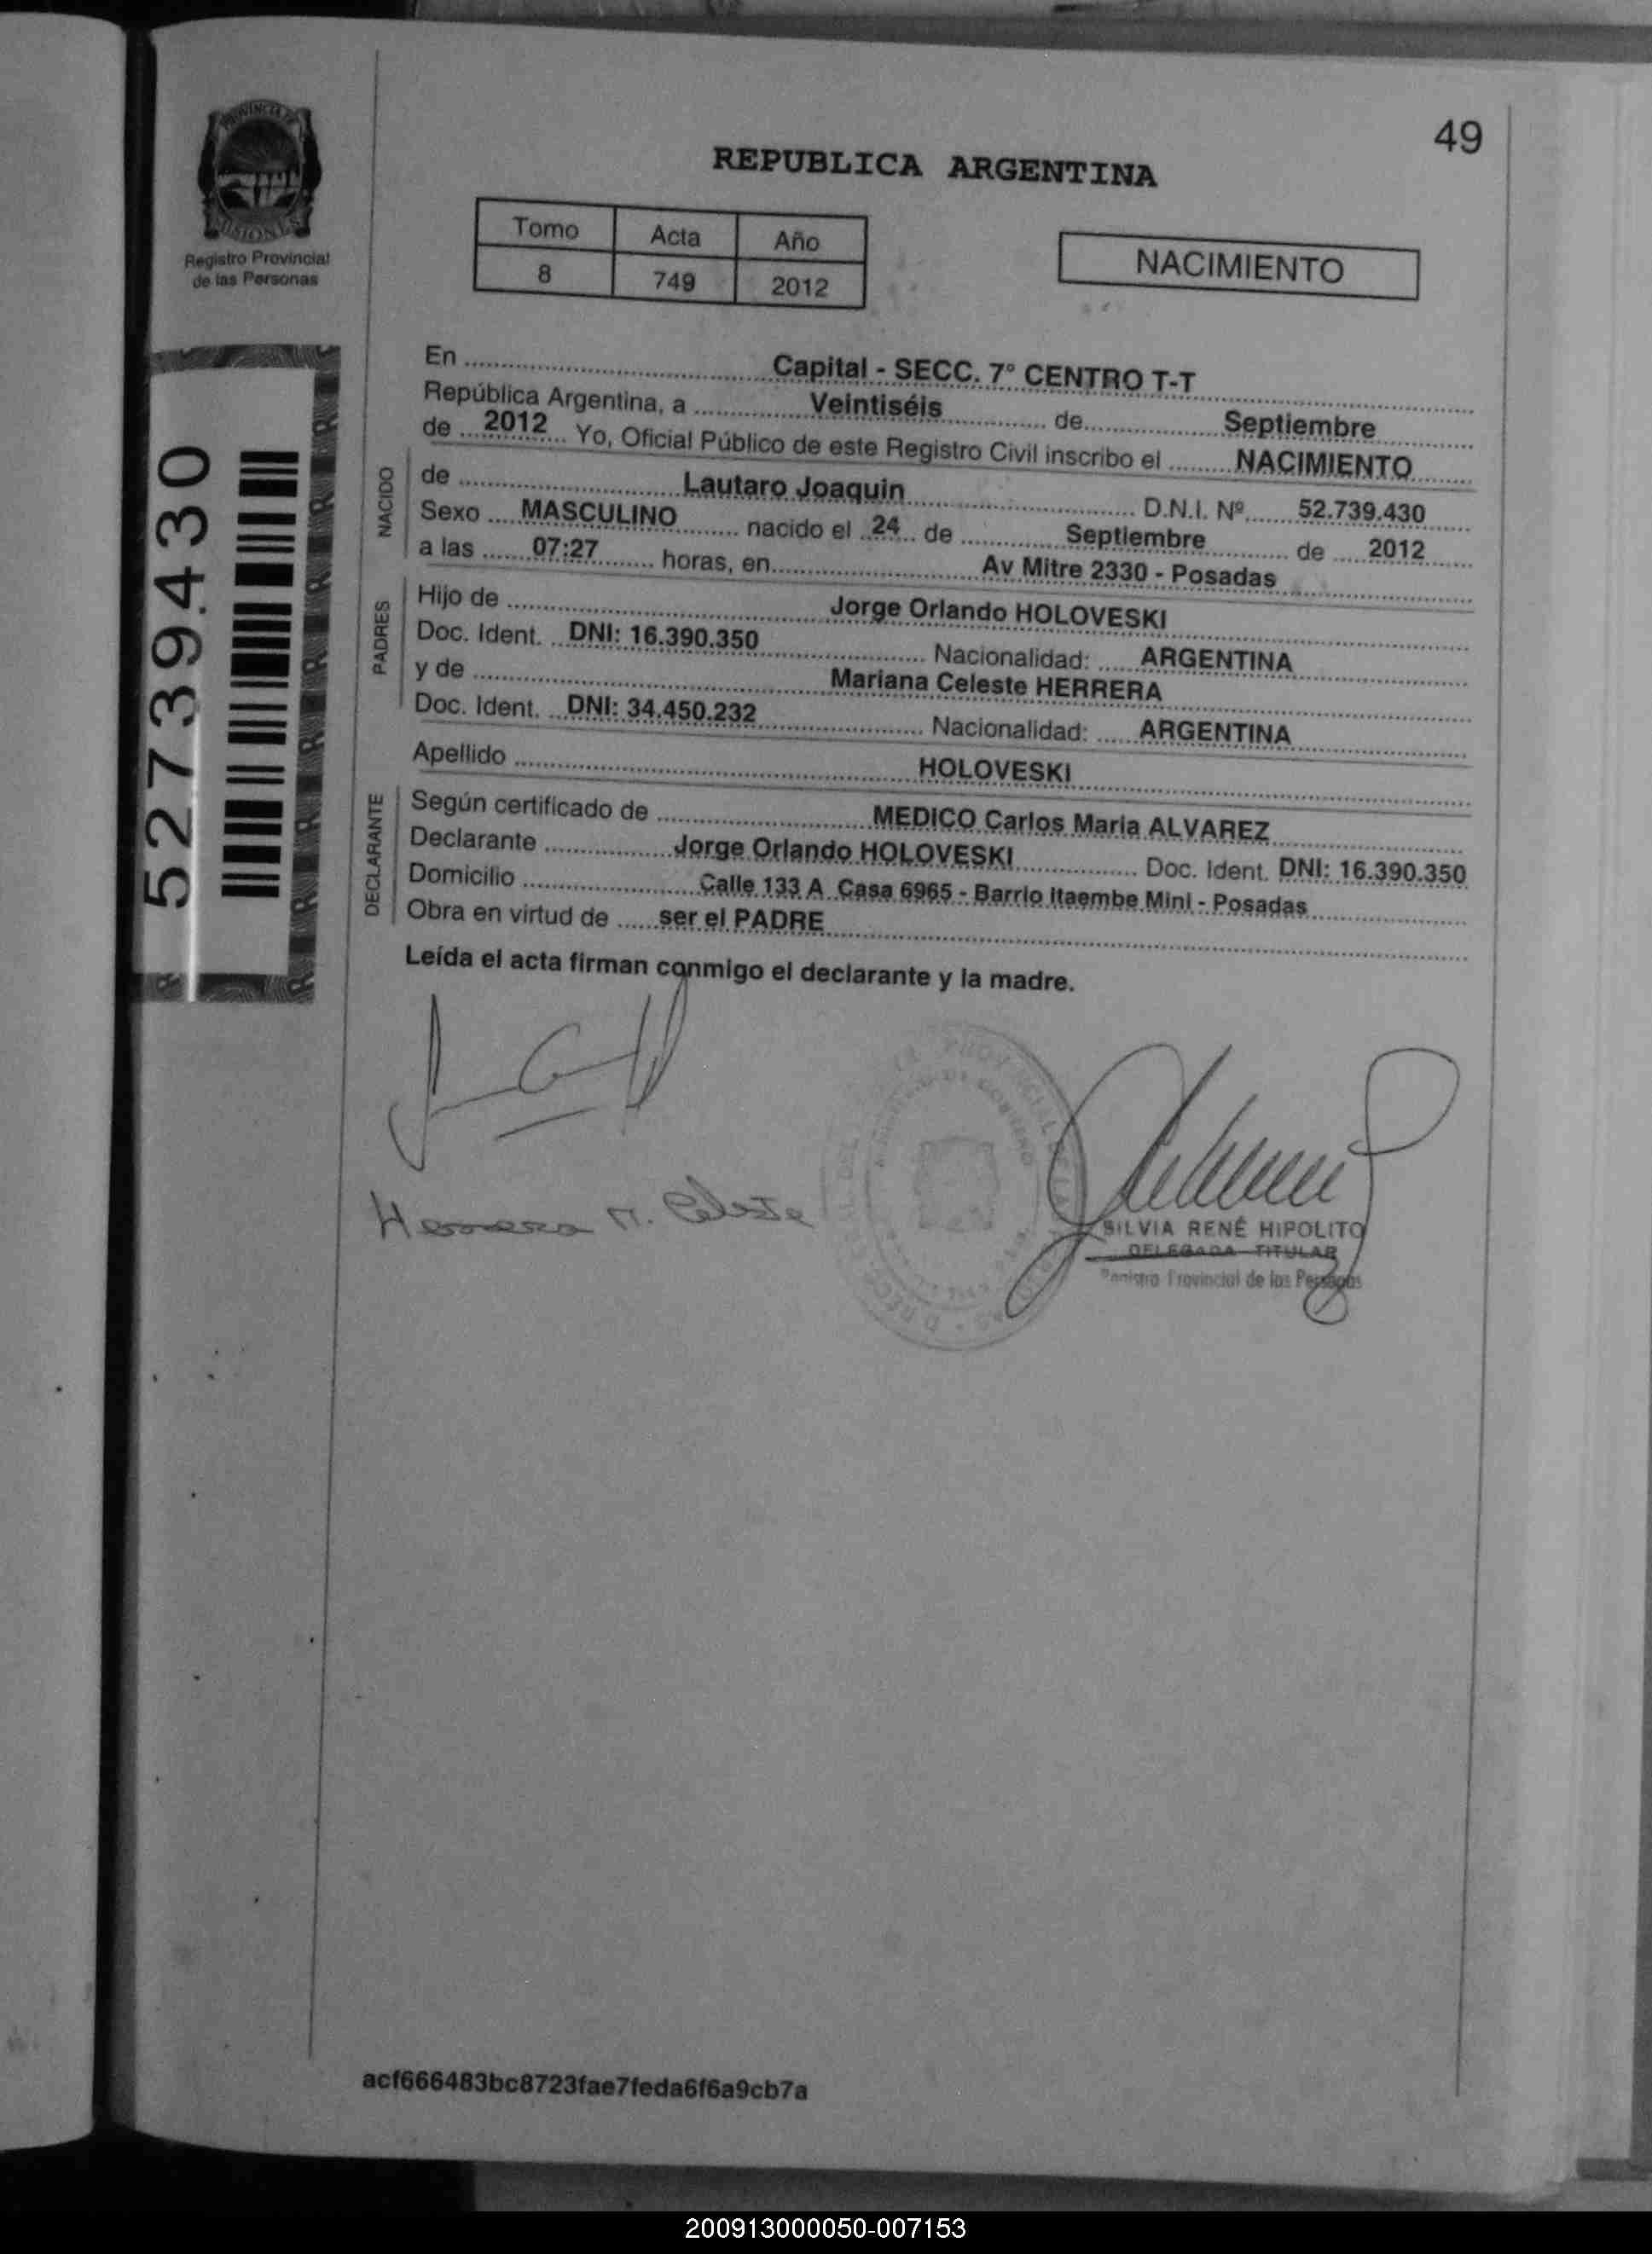 49
PROVINCIA DE
MISIONES
Registro Provincial
de las Personas
REPUBLICA ARGENTINA
Tomo Acta Año
8 749 2012
NACIMIENTO
52739.430
En Capital - SECC. 7° CENTRO T-T
República Argentina, a Veintiséis de Septiembre
de 2012 Yo, Oficial Público de este Registro Civil inscribo el NACIMIENTO
NACIDO
de Lautaro Joaquin D.N.I. Nº 52.739.430
Sexo MASCULINO nacido el 24 de Septiembre de 2012
a las 07:27 horas, en Av Mitre 2330 - Posadas
PADRES
Hijo de Jorge Orlando HOLOVESKI
Doc. Ident. DNI: 16.390.350 Nacionalidad: ARGENTINA
y de Mariana Celeste HERRERA
Doc. Ident. DNI: 34.450.232 Nacionalidad: ARGENTINA
Apellido HOLOVESKI
DECLARANTE
Según certificado de MEDICO Carlos Maria ALVAREZ
Declarante Jorge Orlando HOLOVESKI Doc. Ident. DNI: 16.390.350
Domicilio Calle 133 A Casa 6965 - Barrio Itaembe Mini - Posadas
Obra en virtud de ser el PADRE
Leída el acta firman conmigo el declarante y la madre.
Herrera M. Celeste
SILVIA RENÉ HIPOLITO
DELEGADA TITULAR
Registro Provincial de las Personas
acf666483bc8723fae7feda6f6a9cb7a
200913000050-007153